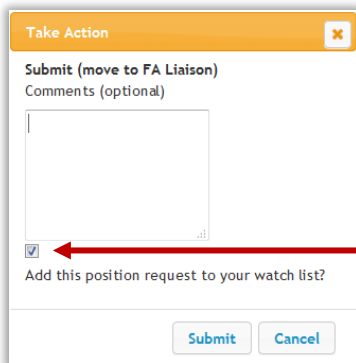 Take Action
Submit (move to FA Liaison)
Comments (optional)
Add this position request to your watch list?
Submit Cancel